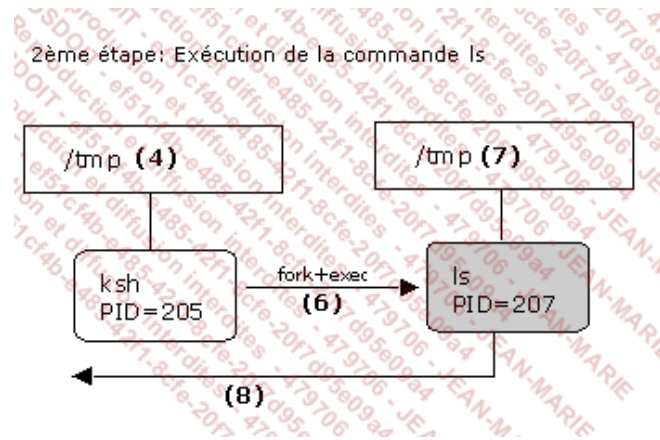 2ème étape: Exécution de la commande ls
/tmp (4)
/tmp (7)
ksh
PID=205
fork+exec
(6)
ls
PID=207
(8)